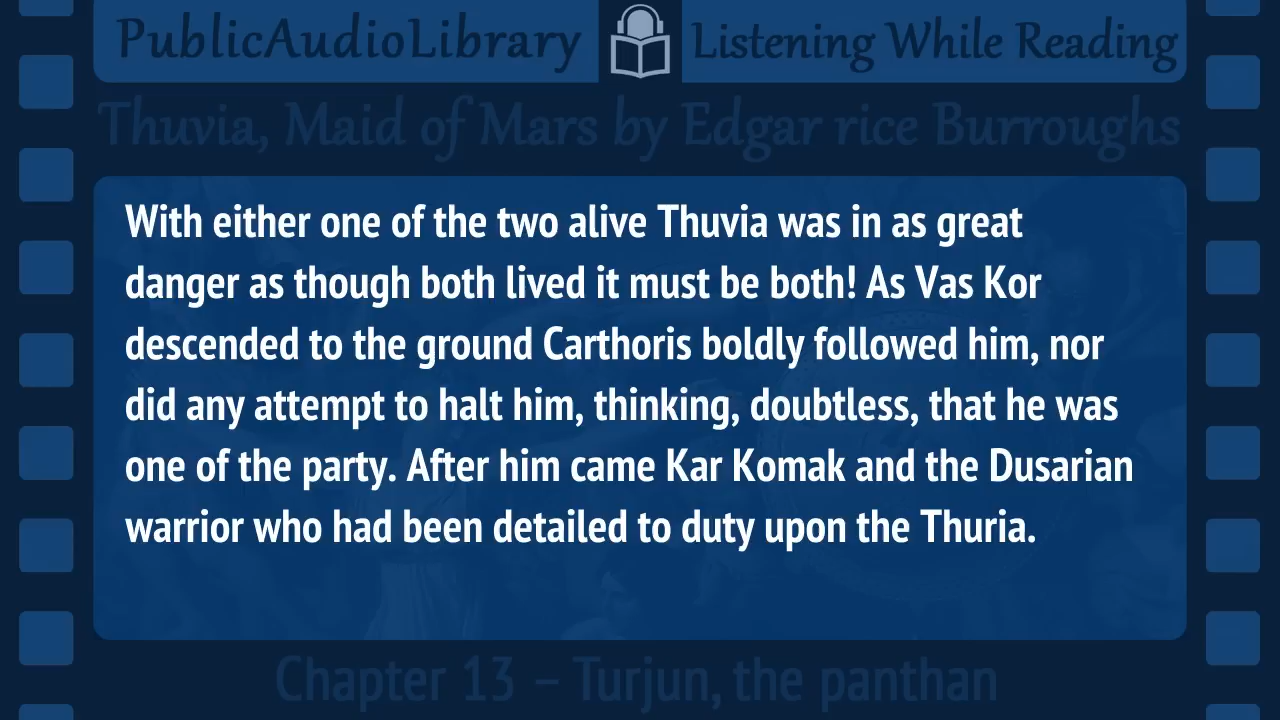 PublicAudioLibrary Listening While Reading
Thuvia, Maid of Mars by Edgar rice Burroughs
With either one of the two alive Thuvia was in as great
danger as though both lived it must be both! As Vas Kor
descended to the ground Carthoris boldly followed him, nor
did any attempt to halt him, thinking, doubtless, that he was
one of the party. After him came Kar Komak and the Dusarian
warrior who had been detailed to duty upon the Thuria.
Chapter 13 – Turjun, the panthan